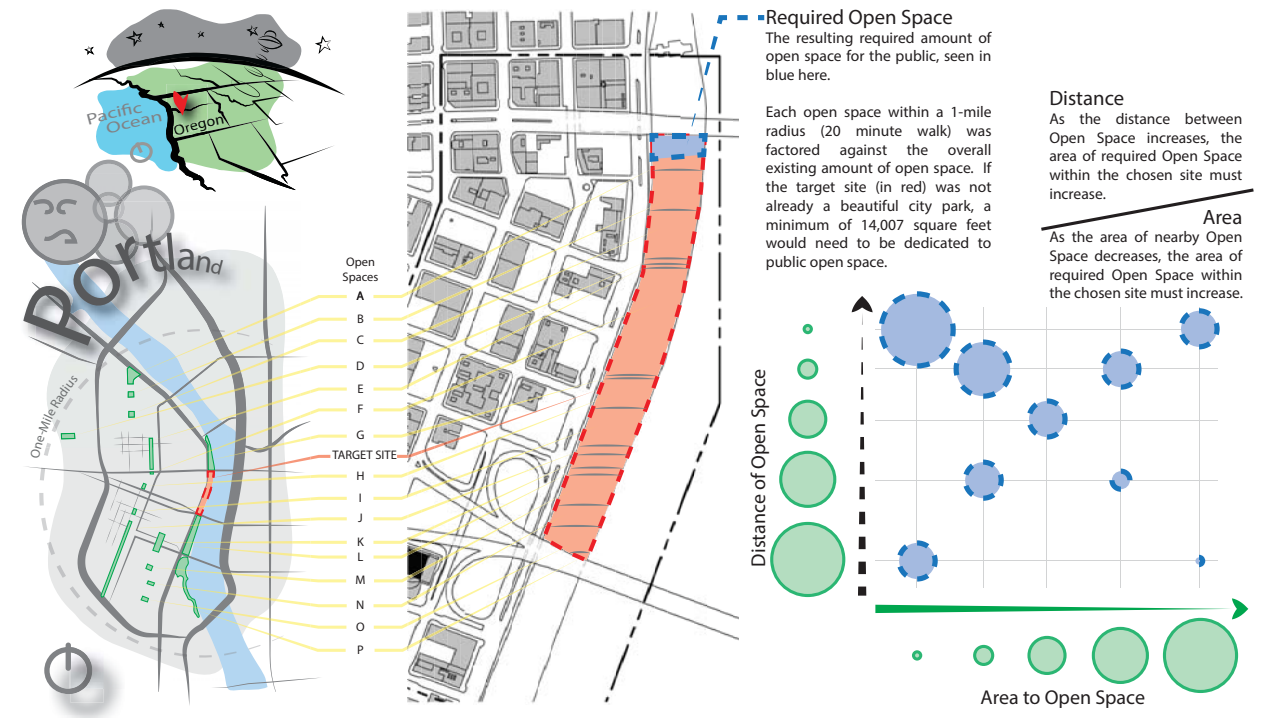 Pacific
Ocean
Oregon
Portland
One-Mile Radius
Open
Spaces
A
B
C
D
E
F
G
TARGET SITE
H
I
J
K
L
M
N
O
P
Required Open Space
The resulting required amount of
open space for the public, seen in
blue here.
Each open space within a 1-mile
radius (20 minute walk) was
factored against the overall
existing amount of open space. If
the target site (in red) was not
already a beautiful city park, a
minimum of 14,007 square feet
would need to be dedicated to
public open space.
Distance
As the distance between
Open Space increases, the
area of required Open Space
within the chosen site must
increase.
Area
As the area of nearby Open
Space decreases, the area of
required Open Space within
the chosen site must increase.
Distance of Open Space
Area to Open Space